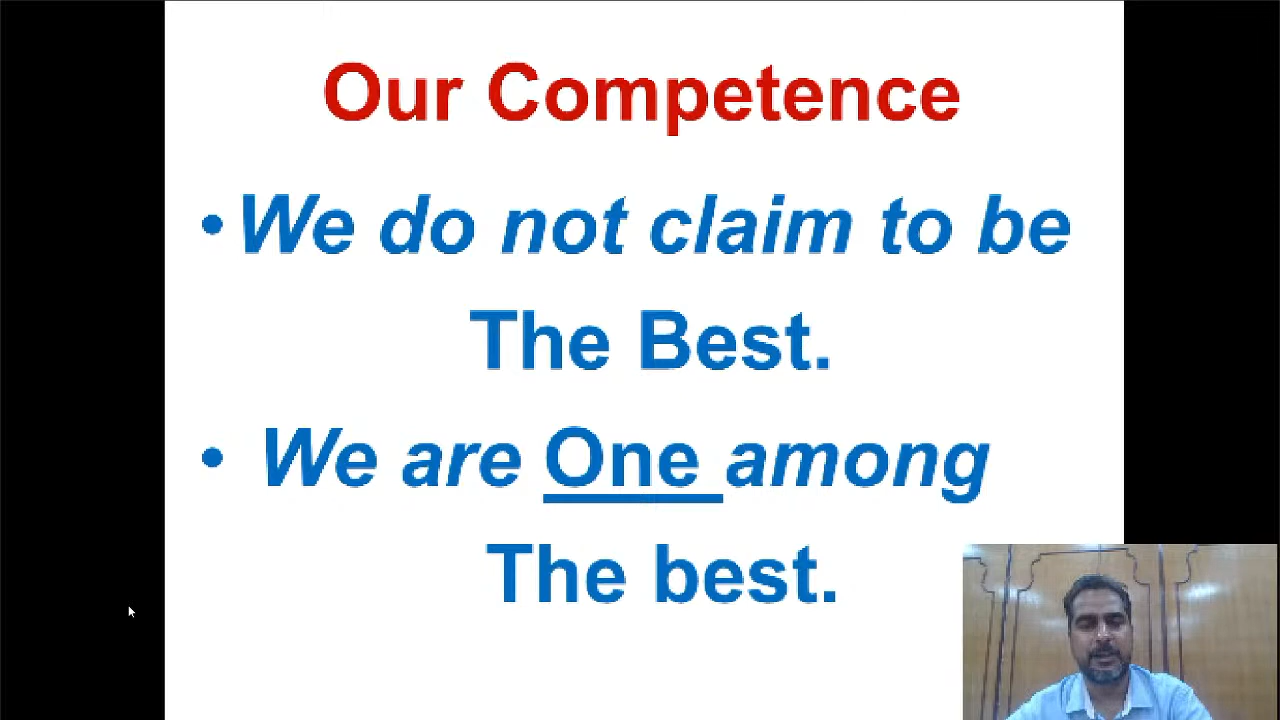 Our Competence
•We do not claim to be
The Best.
• We are One among
The best.